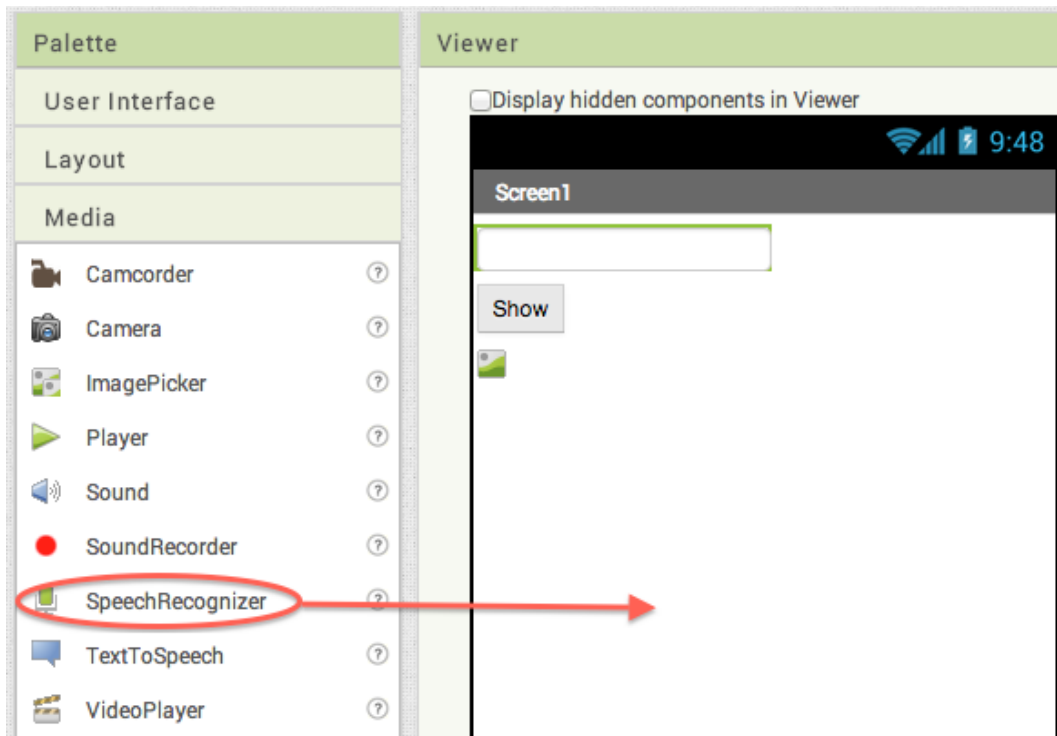 Palette
User Interface
Layout
Media
Camcorder ?
Camera ?
ImagePicker ?
Player ?
Sound ?
SoundRecorder ?
SpeechRecognizer ?
TextToSpeech ?
VideoPlayer ?
Viewer
Display hidden components in Viewer
9:48
Screen1
Show